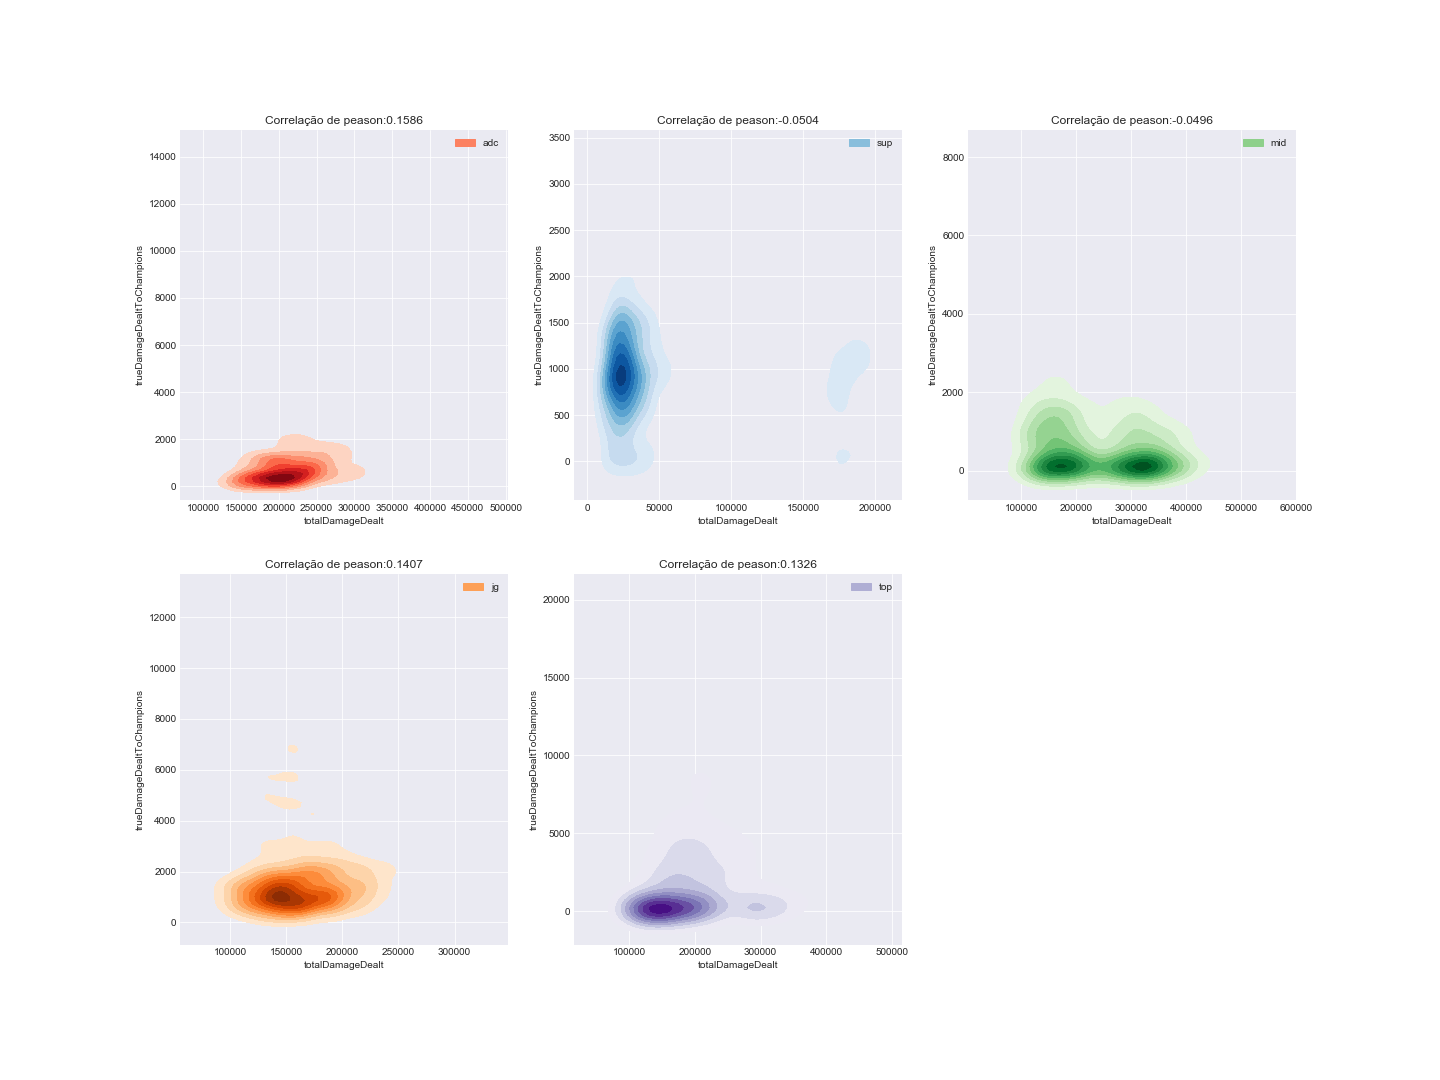 Correlação de peason:0.1586
adc
14000
12000
10000
8000
6000
4000
2000
0
trueDamageDealtToChampions
100000 150000 200000 250000 300000 350000 400000 450000 500000
totalDamageDealt
Correlação de peason:-0.0504
sup
3500
3000
2500
2000
1500
1000
500
0
trueDamageDealtToChampions
0 50000 100000 150000 200000
totalDamageDealt
Correlação de peason:-0.0496
mid
8000
6000
4000
2000
0
trueDamageDealtToChampions
100000 200000 300000 400000 500000 600000
totalDamageDealt
Correlação de peason:0.1407
jg
12000
10000
8000
6000
4000
2000
0
trueDamageDealtToChampions
100000 150000 200000 250000 300000
totalDamageDealt
Correlação de peason:0.1326
top
20000
15000
10000
5000
0
trueDamageDealtToChampions
100000 200000 300000 400000 500000
totalDamageDealt